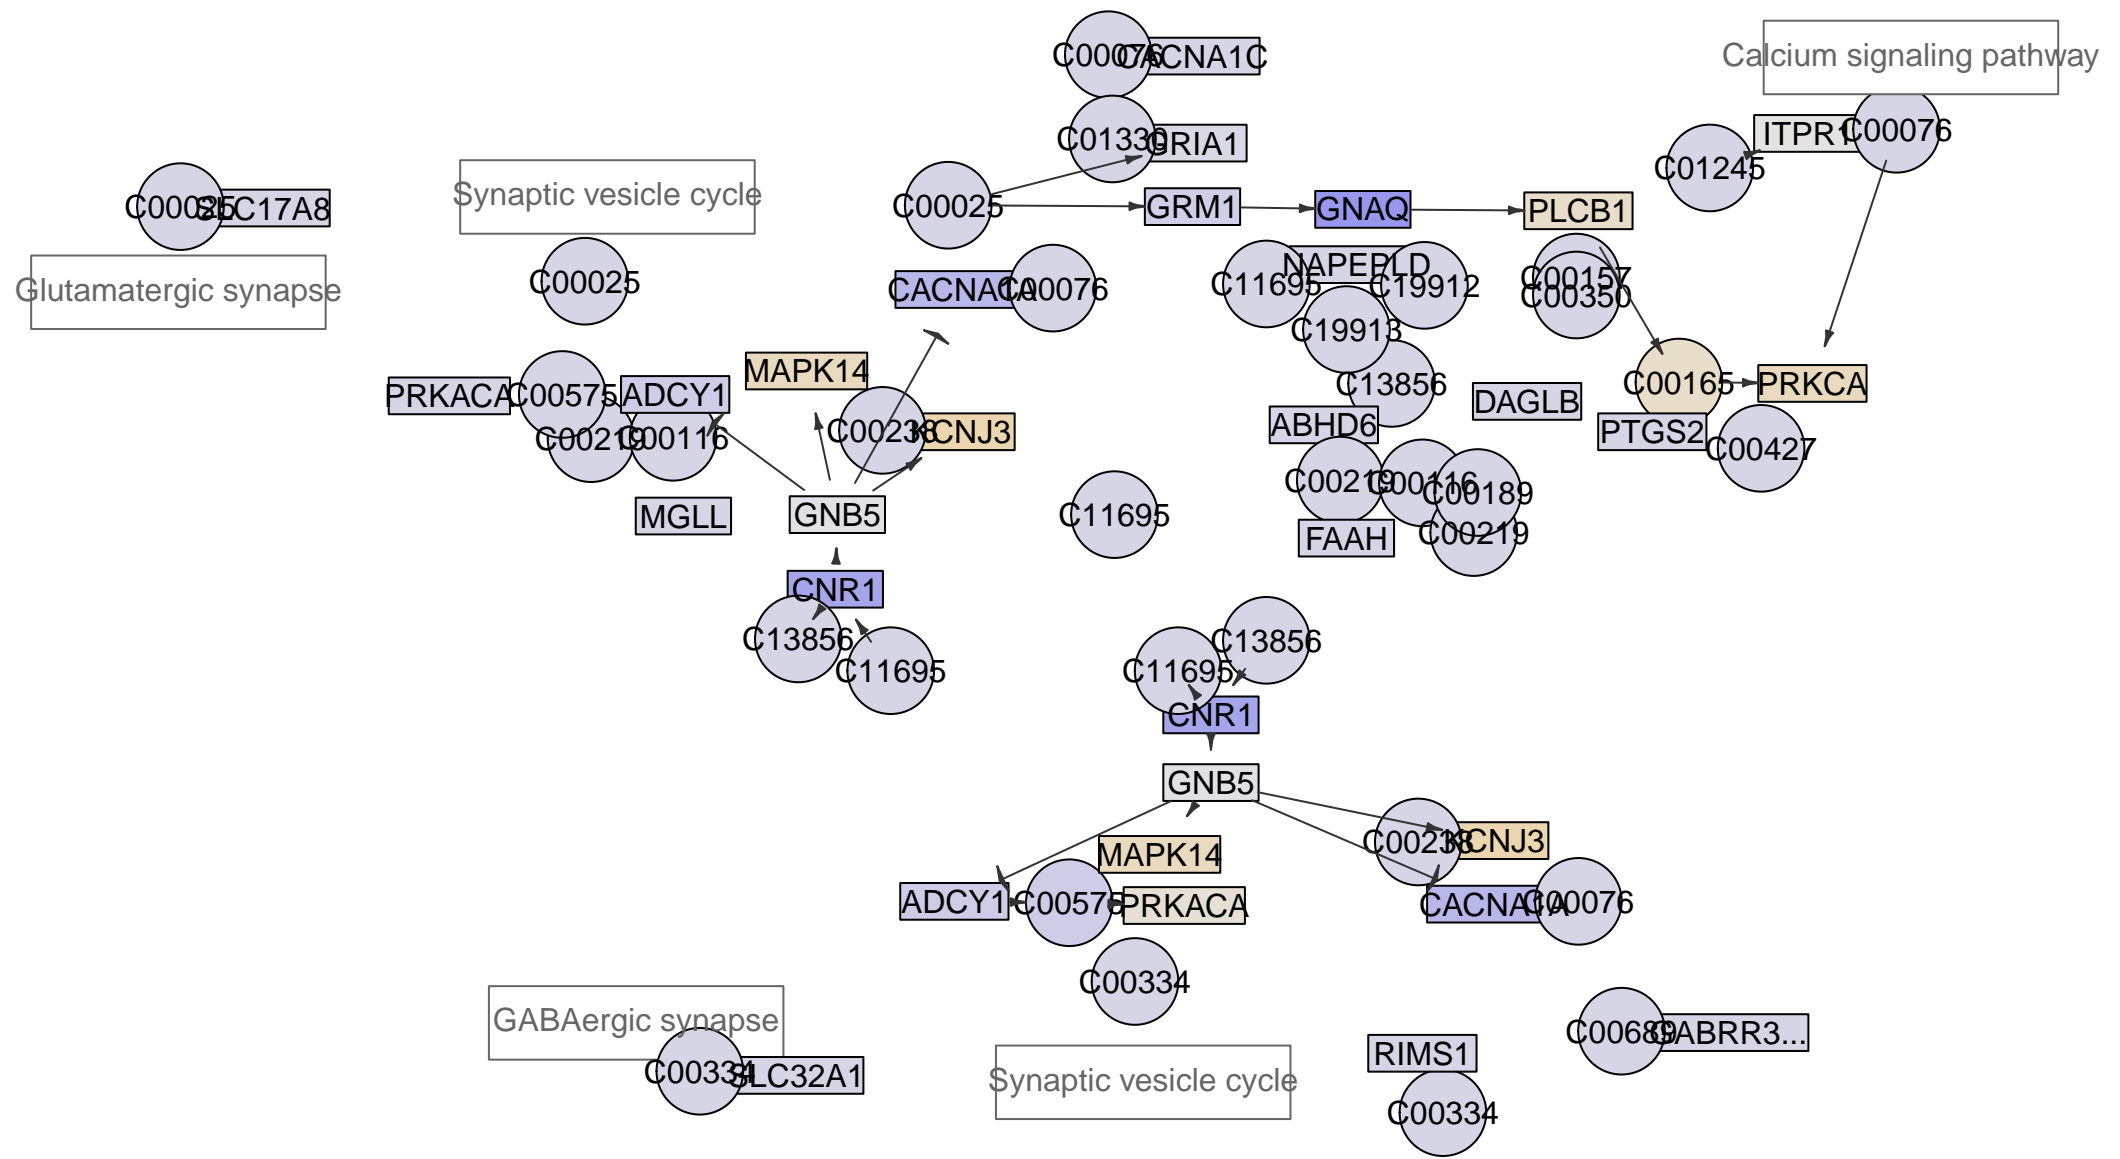 C00076
CACNA1C
Calcium signaling pathway
C01330
GRIA1
ITPR1
C00076
C01245
C00025
SLC17A8
Synaptic vesicle cycle
C00025
GRM1
GNAQ
PLCB1
Glutamatergic synapse
C00025
CACNA1A
C00076
C11695
NAPEPLD
C19912
C00157
C00350
C19913
MAPK14
C13856
C00165
PRKCA
PRKACA
C00575
ADCY1
DAGLB
C00219
C00116
C00238
KCNJ3
ABHD6
PTGS2
C00427
C00219
C00116
C00189
MGLL
GNB5
C11695
FAAH
C00219
CNR1
C13856
C11695
C13856
C11695
CNR1
GNB5
C00238
KCNJ3
MAPK14
ADCY1
C00575
PRKACA
CACNA1A
C00076
C00334
GABAergic synapse
C00689
GABRR3...
RIMS1
C00334
SLC32A1
Synaptic vesicle cycle
C00334